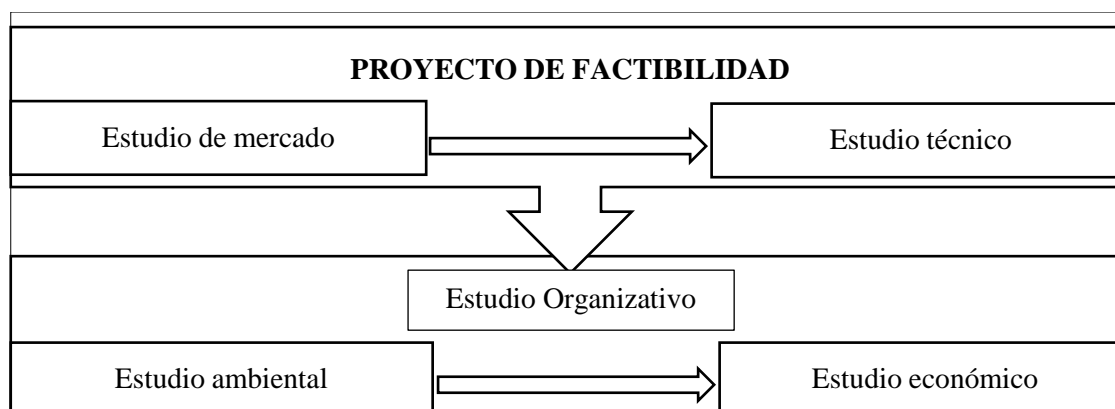 PROYECTO DE FACTIBILIDAD
Estudio de mercado
Estudio técnico
Estudio Organizativo
Estudio ambiental
Estudio económico